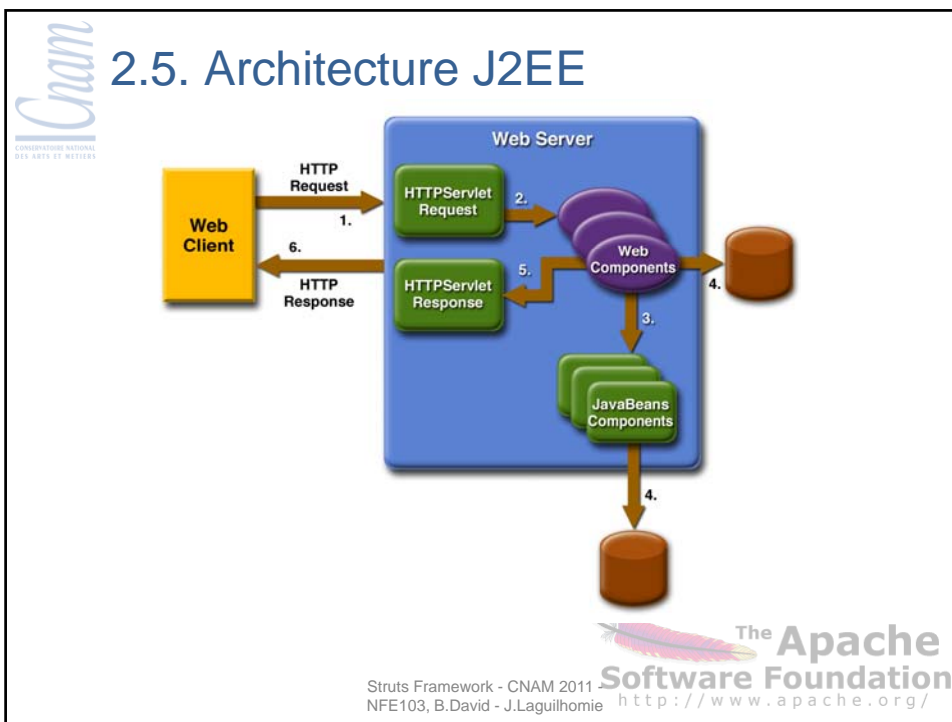 Cnam
CONSERVATOIRE NATIONAL
DES ARTS ET METIERS
2.5. Architecture J2EE
Web Server
HTTP
Request
1.
Web
Client
6.
HTTP
Response
HTTPServlet
Request
2.
Web
Components
5.
HTTPServlet
Response
4.
3.
JavaBeans
Components
4.
The Apache
Software Foundation
http://www.apache.org/
Struts Framework - CNAM 2011 -
NFE103, B.David - J.Laguilhomie